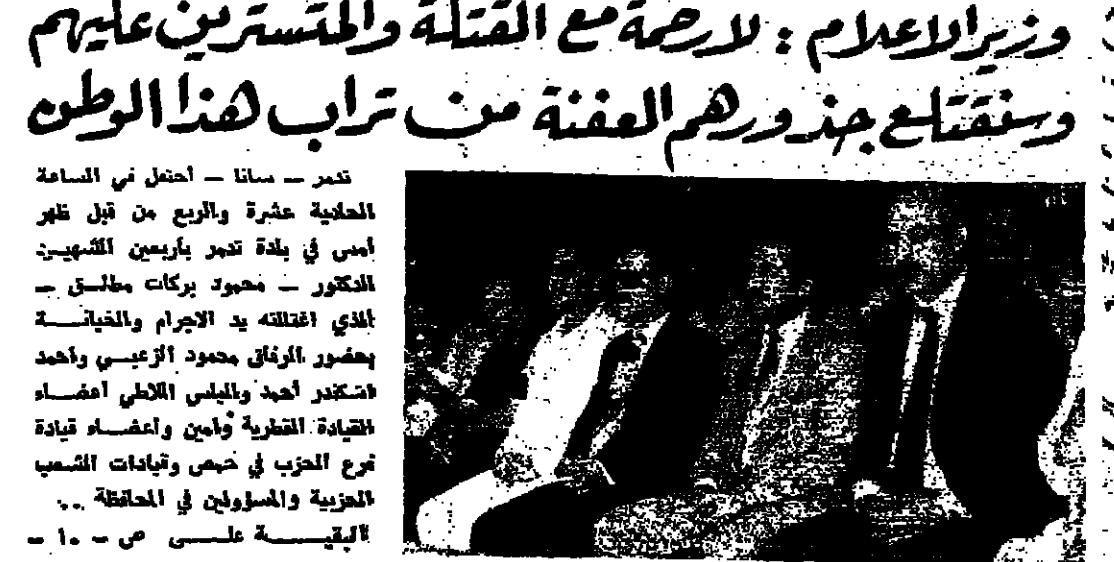 وزير الاعلام : لا رحمة مع القتلة والمتسترين عليهم
وسنقتلع جذورهم العفنة من تراب هذا الوطن
تدمر — سانا — احتفل في الساعة
الحادية عشرة والربع من قبل ظهر
أمس في بلدة تدمر بأربعين الشهيد
الدكتور — محمود بركات مطلق —
الذي اغتالته يد الاجرام والخيانة
بحضور الرفاق محمود الزعبي وأحمد
اسكندر أحمد والياس اللاطي أعضاء
القيادة القطرية وأمين وأعضاء قيادة
فرع الحزب في حمص وقيادات الشعب
الحزبية والمسؤولين في المحافظة ..
البقية على ص - ١٠ -